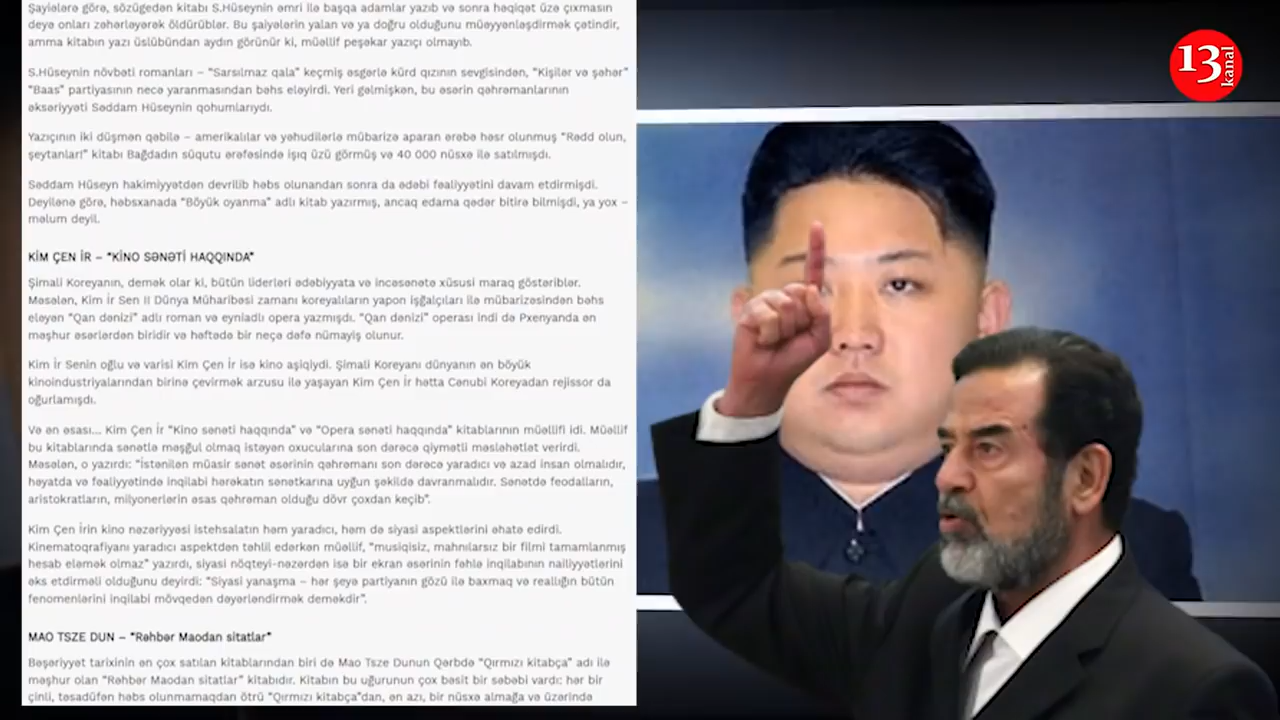 Şayiələrə görə, sözügedən kitabı S.Hüseynin əmri ilə başqa adamlar yazıb və sonra həqiqət üzə çıxmasın
deyə onları zəhərləyərək öldürüblər. Bu şaiyələrin yalan və ya doğru olduğunu müəyyənləşdirmək çətindir,
amma kitabın yazı üslübündan aydın görünür ki, müəllif peşəkar yazıçı olmayıb.
S.Hüseynin növbəti romanları – “Sarsılmaz qala” keçmiş əsgərlə kürd qızının sevgisindən, “Kişilər və şəhər”
“Baas” partiyasının necə yaranmasından bəhs eləyirdi. Yeri gəlmişkən, bu əsərin qəhrəmanlarının
əksəriyyəti Səddam Hüseynin qohumlarıydı.
Yazıçının iki düşmən qəbilə – amerikalılar və yəhudilərlə mübarizə aparan ərəbə həsr olunmuş “Rədd olun,
şeytanlar!” kitabı Bağdadın süqutu ərəfəsində işıq üzü görmüş və 40 000 nüsxə ilə satılmışdı.
Səddam Hüseyn hakimiyyətdən devrilib həbs olunandan sonra da ədəbi fəaliyyətini davam etdirmişdi.
Deyilənə görə, həbsxanada “Böyük oyanma” adlı kitab yazırmış, ancaq edama qədər bitirə bilmişdi, ya yox –
məlum deyil.
KİM ÇEN İR – “KİNO SƏNƏTİ HAQQINDA”
Şimali Koreyanın, demək olar ki, bütün liderləri ədəbiyyata və incəsənətə xüsusi maraq göstəriblər.
Məsələn, Kim İr Sen II Dünya Müharibəsi zamanı koreyalıların yapon işğalçıları ilə mübarizəsindən bəhs
eləyən “Qan dənizi” adlı roman və eyniadlı opera yazmışdı. “Qan dənizi” operası indi də Pxenyanda ən
məşhur əsərlərdən biridir və həftədə bir neçə dəfə nümayiş olunur.
Kim İr Senin oğlu və varisi Kim Çen İr isə kino aşiqiydi. Şimali Koreyanı dünyanın ən böyük
kinoindustriyalarından birinə çevirmək arzusu ilə yaşayan Kim Çen İr hətta Cənubi Koreyadan rejissor da
oğurlamışdı.
Və ən əsası... Kim Çen İr “Kino sənəti haqqında” və “Opera sənəti haqqında” kitablarının müəllifi idi. Müəllif
bu kitablarında sənətlə məşğul olmaq istəyən oxucularına son dərəcə qiymətli məsləhətlət verirdi.
Məsələn, o yazırdı: “İstənilən müasir sənət əsərinin qəhrəmanı son dərəcə yaradıcı və azad insan olmalıdır,
həyatda və fəaliyyətində inqilabi hərəkatın sənətkarına uyğun şəkildə davranmalıdır. Sənətdə feodalların,
aristokratların, milyonerlərin əsas qəhrəman olduğu dövr çoxdan keçib”.
Kim Çen İrin kino nəzəriyyəsi istehsalatın həm yaradıcı, həm də siyasi aspektlərini əhatə edirdi.
Kinematoqrafiyanı yaradıcı aspektdən təhlil edərkən müəllif, “musiqisiz, mahnılarsız bir filmi tamamlanmış
hesab eləmək olmaz” yazırdı, siyasi nöqteyi-nəzərdən isə bir ekran əsərinin fəhlə inqilabının nailiyyətlərini
əks etdirməli olduğunu deyirdi: “Siyasi yanaşma – hər şeyə partiyanın gözü ilə baxmaq və reallığın bütün
fenomenlərini inqilabi mövqedən dəyərləndirmək deməkdir”.
MAO TSZE DUN – “Rəhbər Maodan sitatlar”
Bəşəriyyət tarixinin ən çox satılan kitablarından biri də Mao Tsze Dunun Qərbdə “Qırmızı kitabça” adı ilə
məşhur olan “Rəhbər Maodan sitatlar” kitabıdır. Kitabın bu uğurunun çox bəsit bir səbəbi vardı: hər bir
çinli, təsadüfən həbs olunmamaqdan ötrü “Qırmızı kitabça”dan, ən azı, bir nüsxə almağa və üzərində
13
kanal